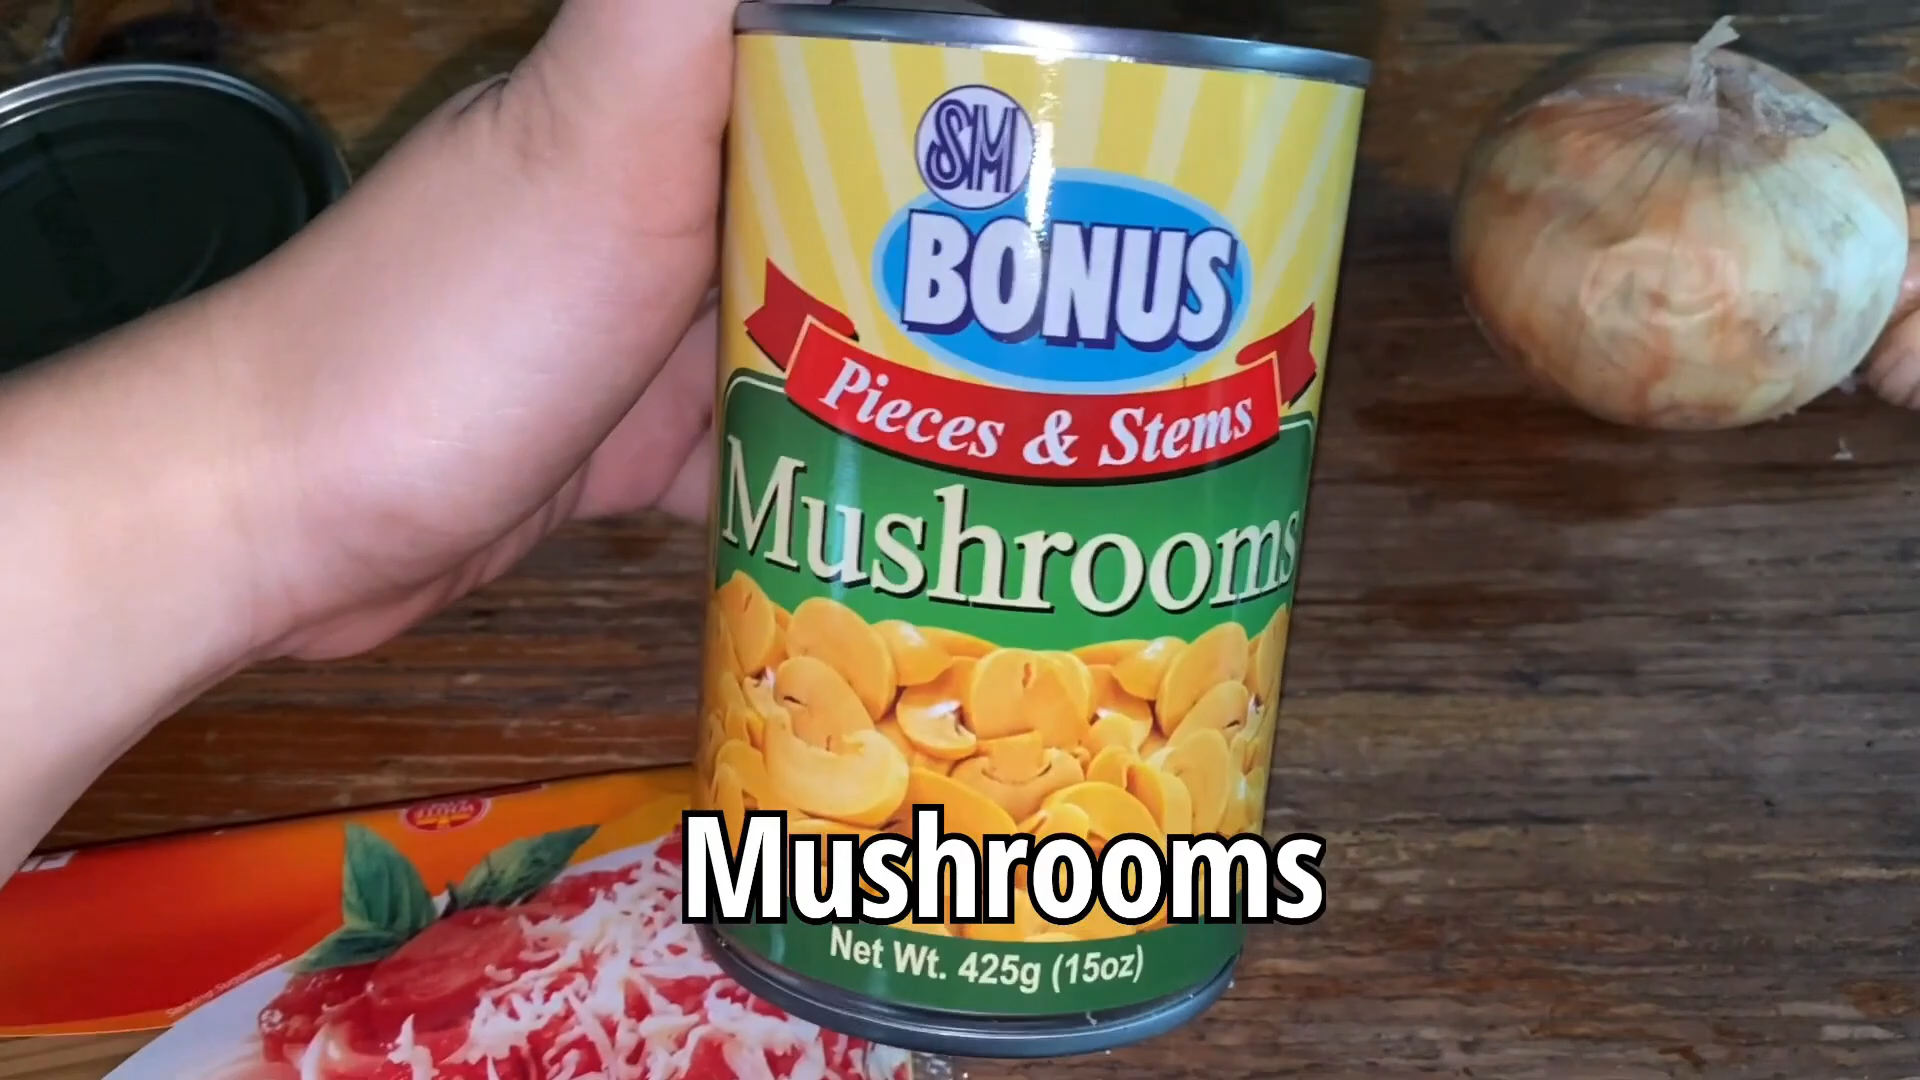 SM
BONUS
Pieces & Stems
Mushrooms
Mushrooms
Net Wt. 425g (15oz)